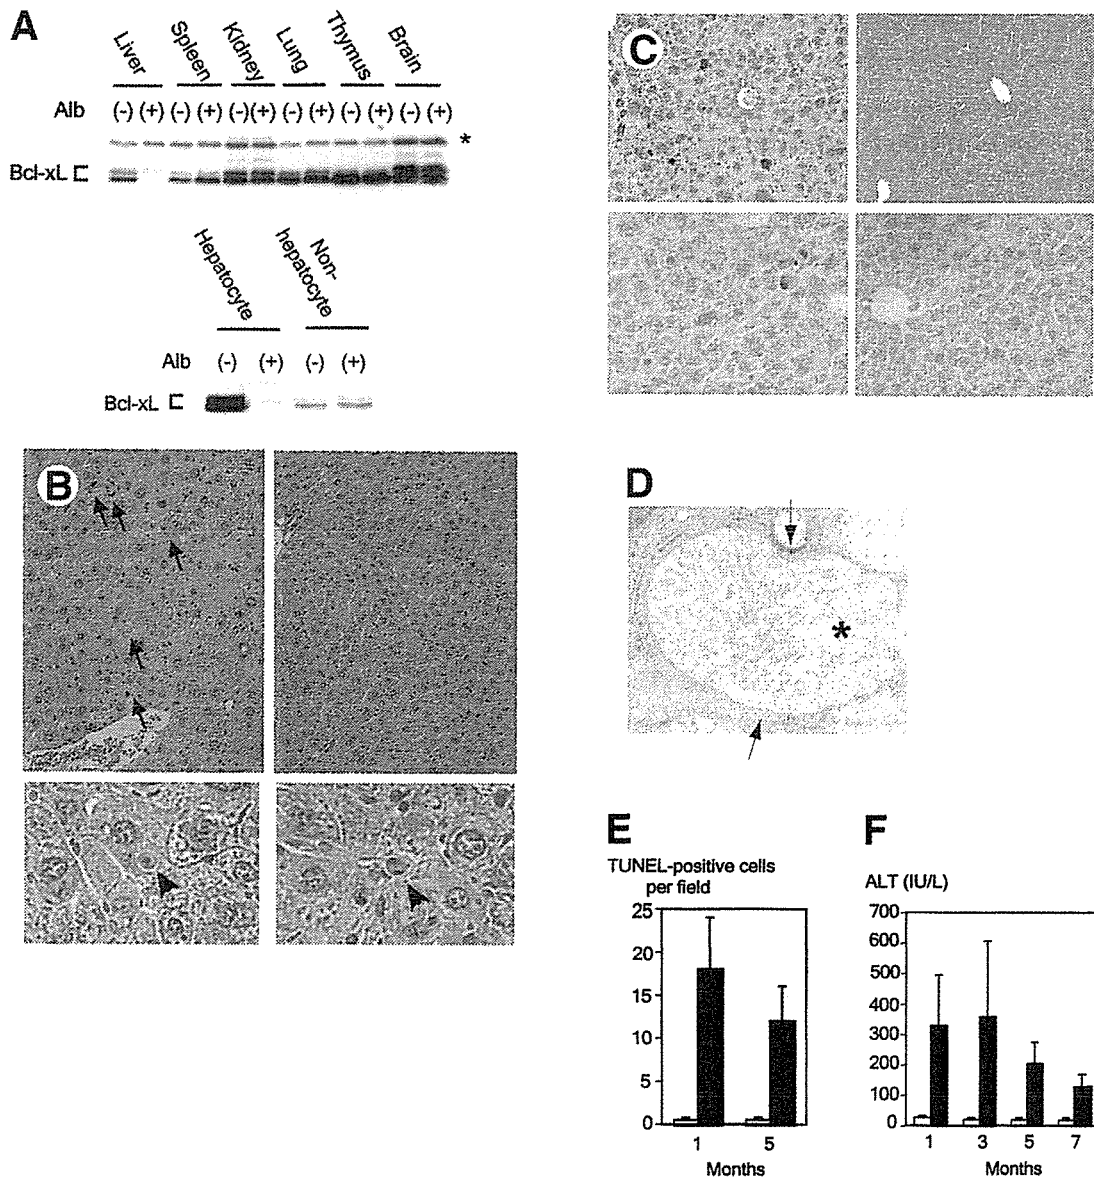 A
Liver Spleen Kidney Lung Thymus Brain
Alb (-) (+) (-) (+) (-) (+) (-) (+) (-) (+) (-) (+)
*
Bcl-xL
Hepatocyte Non-hepatocyte
Alb (-) (+) (-) (+)
Bcl-xL
B
C
D
*
E
TUNEL-positive cells
per field
25
20
15
10
5
0
1 5
Months
F
ALT (IU/L)
700
600
500
400
300
200
100
0
1 3 5 7
Months